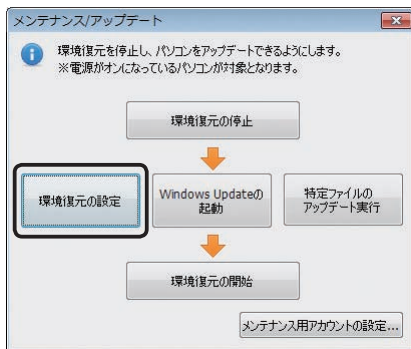 メンテナンス/アップデート
環境復元を停止し、パソコンをアップデートできるようにします。
※電源がオンになっているパソコンが対象となります。
環境復元の停止
環境復元の設定
Windows Updateの
起動
特定ファイルの
アップデート実行
環境復元の開始
メンテナンス用アカウントの設定...